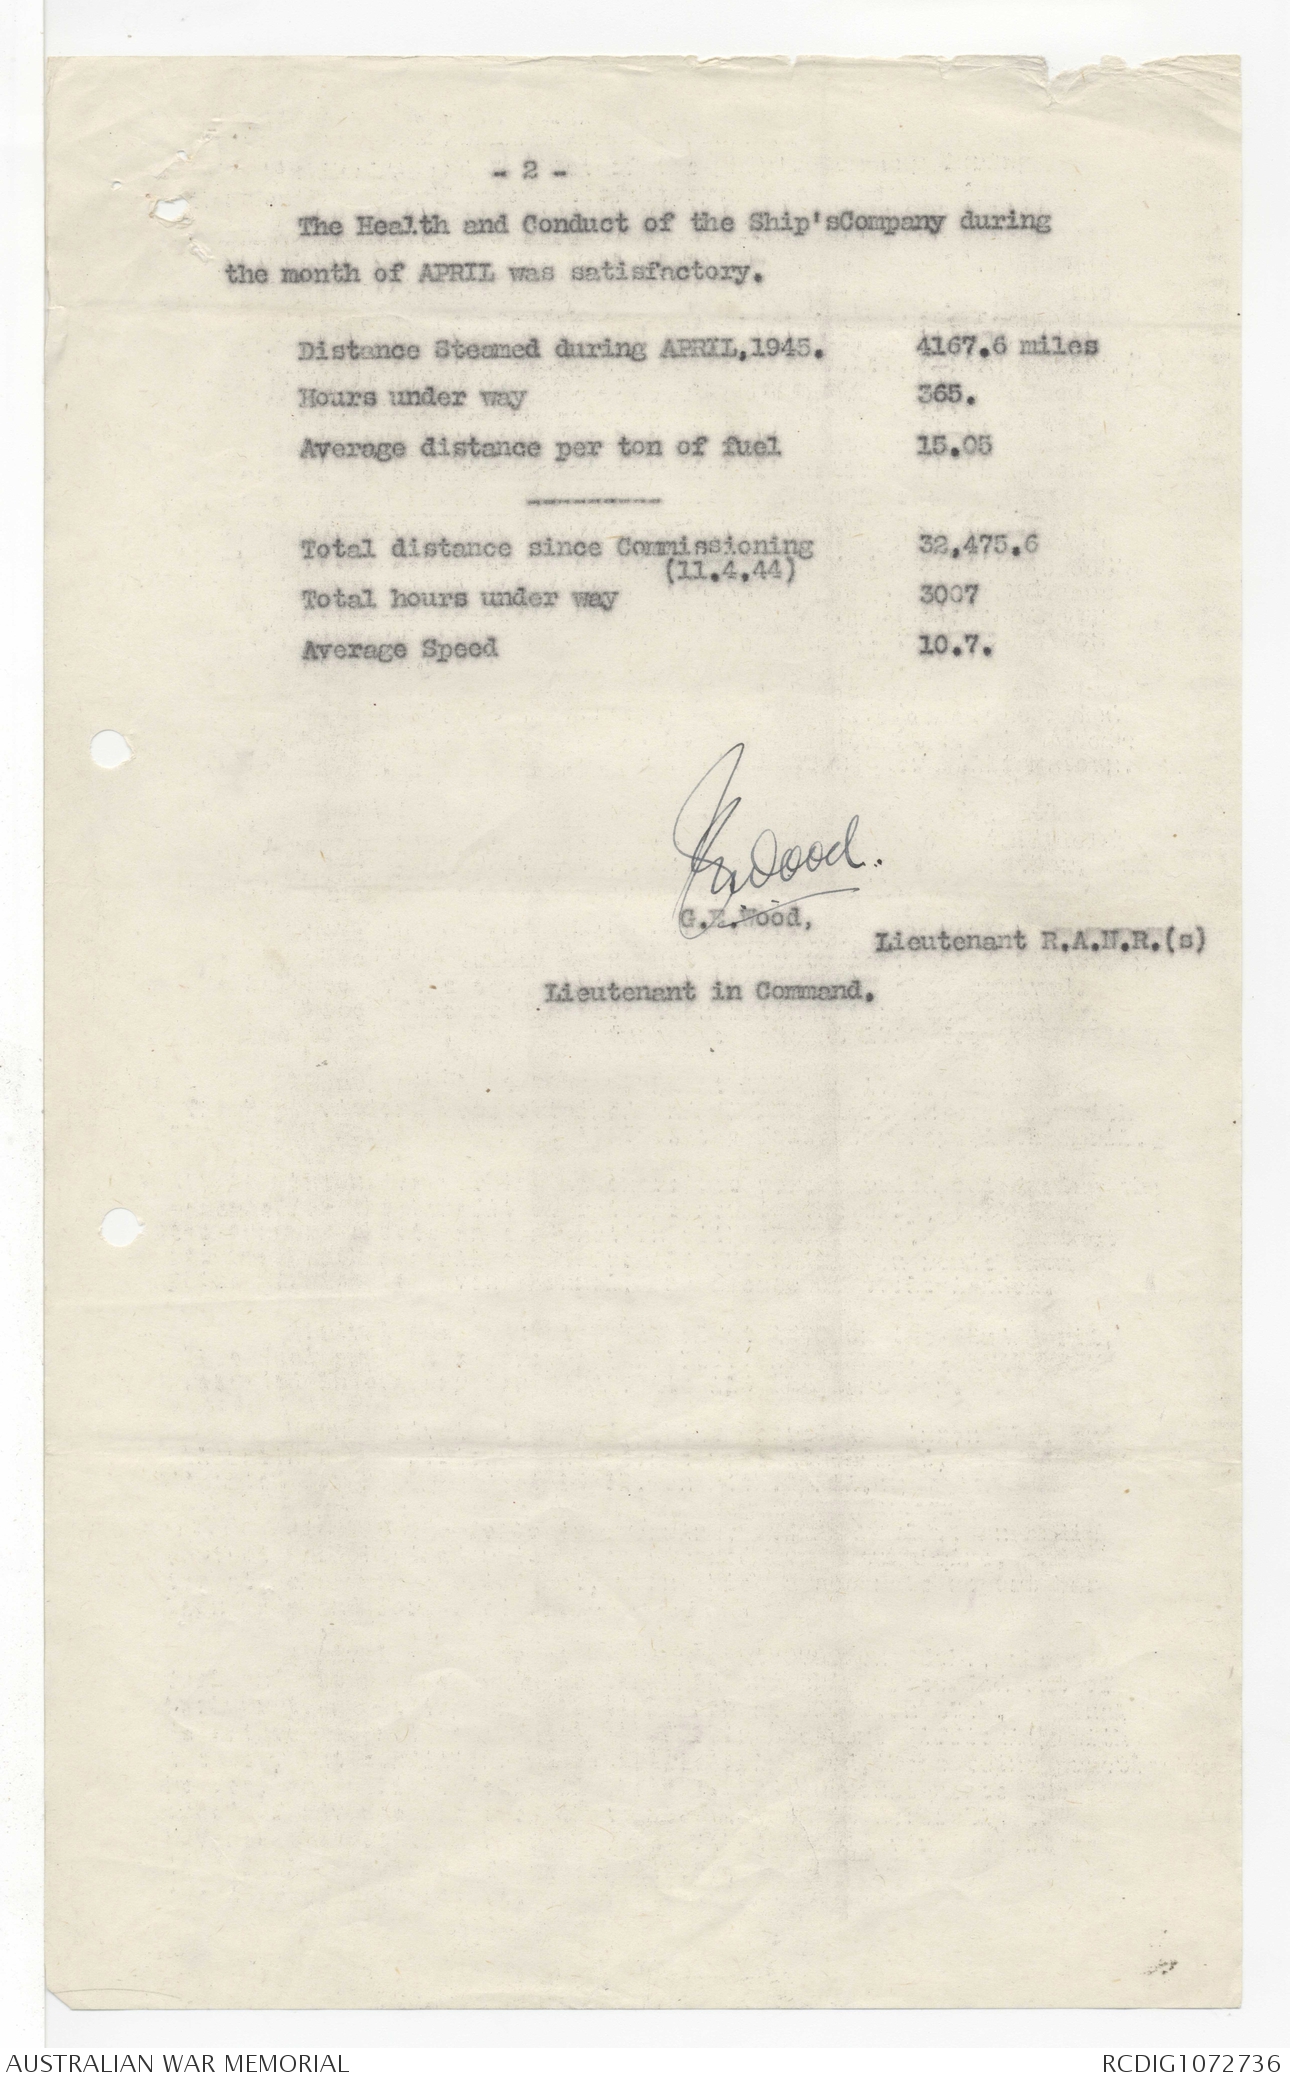 - 2 -
The Health and Conduct of the Ship'sCompany during
the month of APRIL was satisfactory.
Distance Steamed during APRIL,1945. 4167.6 miles
Hours under way 365.
Average distance per ton of fuel 15.05
----------
Total distance since Commissioning 32,475.6
(11.4.44)
Total hours under way 3007
Average Speed 10.7.
G.E.Wood,
Lieutenant R.A.N.R.(s)
Lieutenant in Command.
AUSTRALIAN WAR MEMORIAL
RCDIG1072736